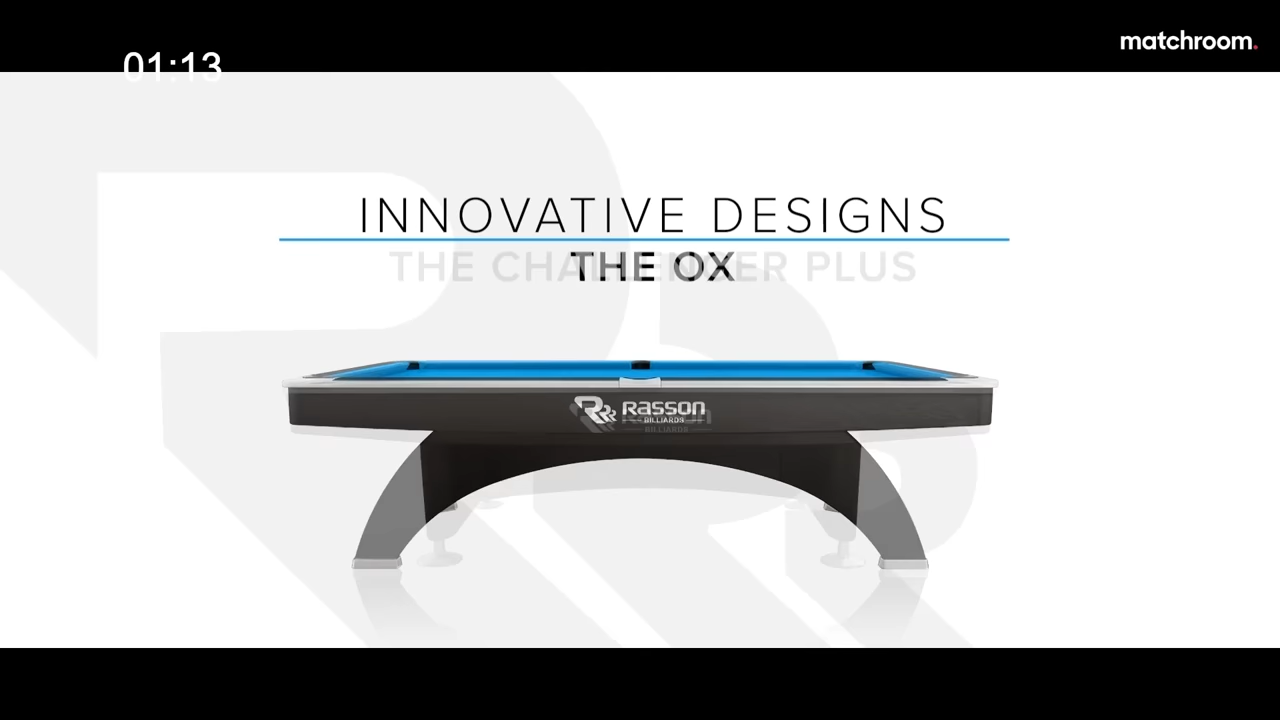 matchroom.
01:13
INNOVATIVE DESIGNS
THE OX
RASSON
BILLIARDS